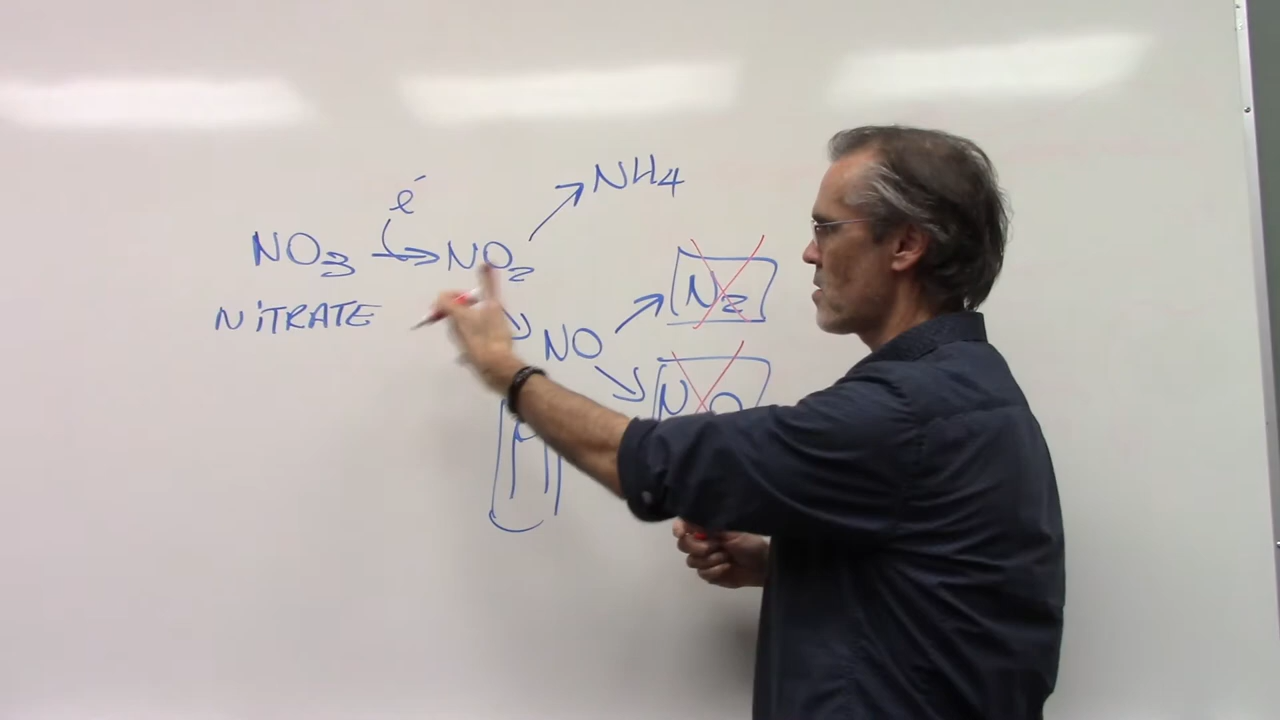 NH4
e-
NO3 → NO2
N2
NITRATE
NO